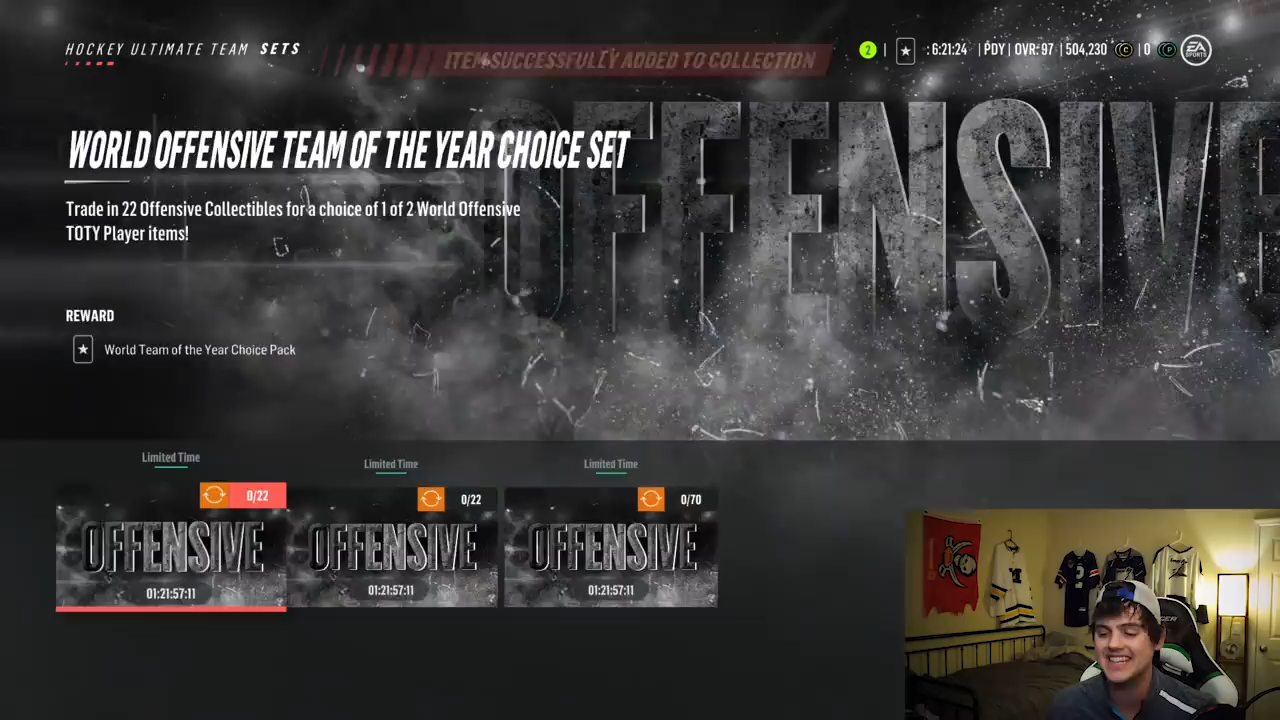 HOCKEY ULTIMATE TEAM SETS
ITEM SUCCESSFULLY ADDED TO COLLECTION
2 | : 6:21:24 | PDY | OVR: 97 | 504,230 C | 0 P EA SPORTS
OFFENSIVE
WORLD OFFENSIVE TEAM OF THE YEAR CHOICE SET
Trade in 22 Offensive Collectibles for a choice of 1 of 2 World Offensive
TOTY Player items!
REWARD
World Team of the Year Choice Pack
Limited Time
0/22
OFFENSIVE
01:21:57:11
Limited Time
0/22
OFFENSIVE
01:21:57:11
Limited Time
0/70
OFFENSIVE
01:21:57:11